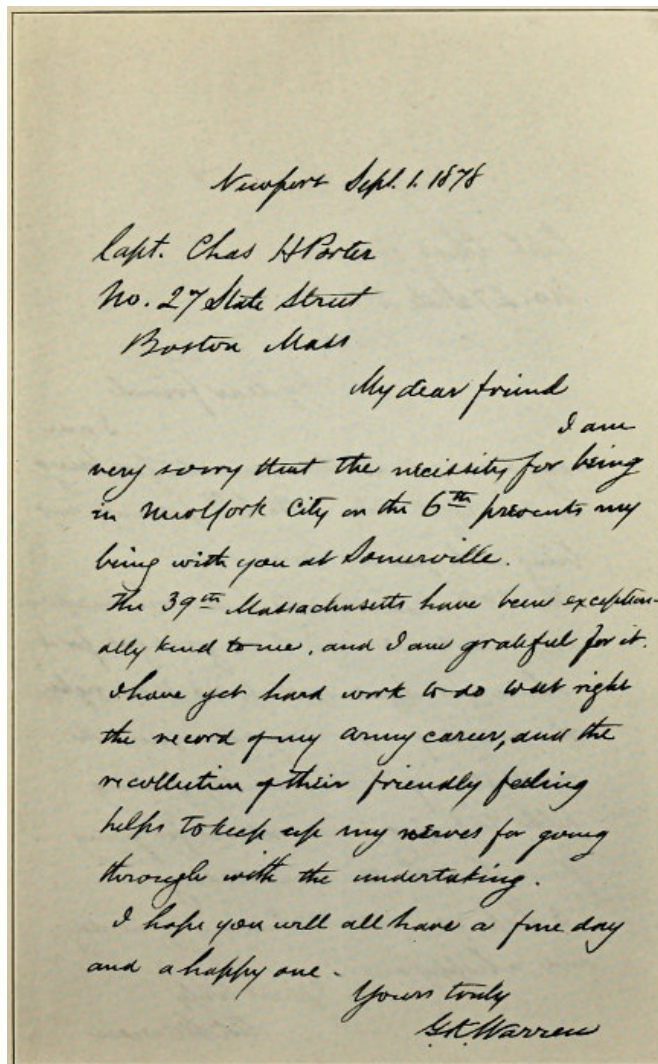 Newport Sept. 1. 1878
Capt. Chas H Porter
No. 27 State Street
Boston Mass
My dear friend
I am
very sorry that the necissity for being
in New York City on the 6th prevents my
being with you at Somerville.
The 39th Massachusetts have been exception-
ally kind to me, and I am grateful for it.
I have yet hard work to do to set right
the record of my army career, and the
recollection of their friendly feeling
helps to keep up my nerves for going
through with the undertaking.
I hope you will all have a fine day
and a happy one.
Yours truly
G.K. Warren